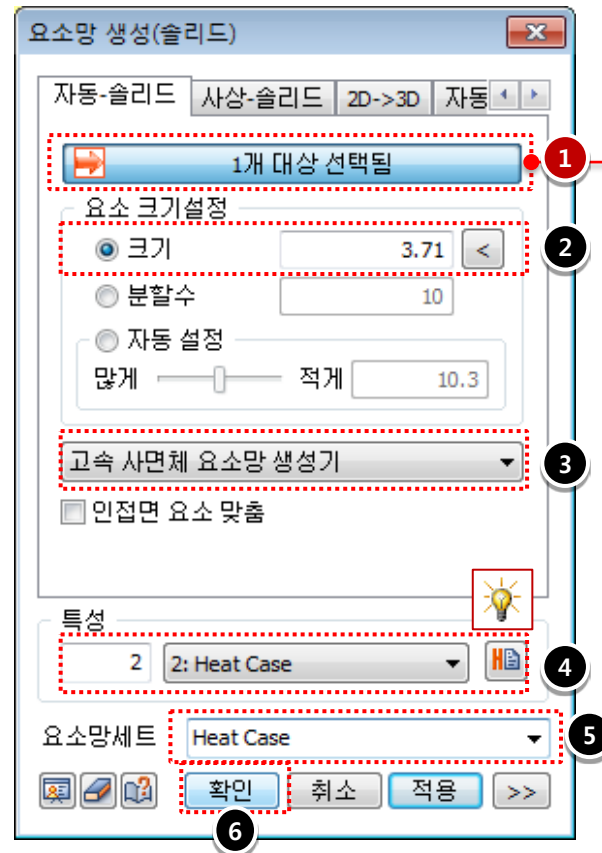 요소망 생성(솔리드)
자동-솔리드 사상-솔리드 2D->3D 자동
1개 대상 선택됨 1
요소 크기설정
크기 3.71 < 2
분할수 10
자동 설정
많게 적게 10.3
고속 사면체 요소망 생성기 3
인접면 요소 맞춤
특성
2 2: Heat Case H 4
요소망세트 Heat Case 5
확인 취소 적용 >>
6